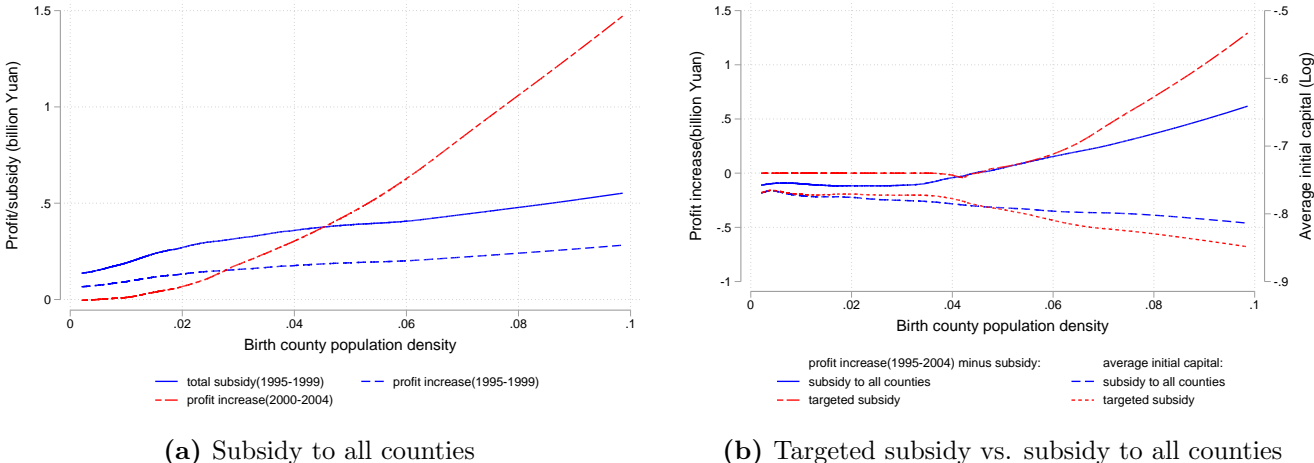 Profit/subsidy (billion Yuan)
1.5
1
.5
0
0
.02
.04
.06
.08
.1
Birth county population density
total subsidy(1995-1999)
profit increase(1995-1999)
profit increase(2000-2004)
(a) Subsidy to all counties
Profit increase(billion Yuan)
1.5
1
.5
0
-.5
-1
Average initial capital (Log)
-.5
-.6
-.7
-.8
-.9
0
.02
.04
.06
.08
.1
Birth county population density
profit increase(1995-2004) minus subsidy:
subsidy to all counties
targeted subsidy
average initial capital:
subsidy to all counties
targeted subsidy
(b) Targeted subsidy vs. subsidy to all counties